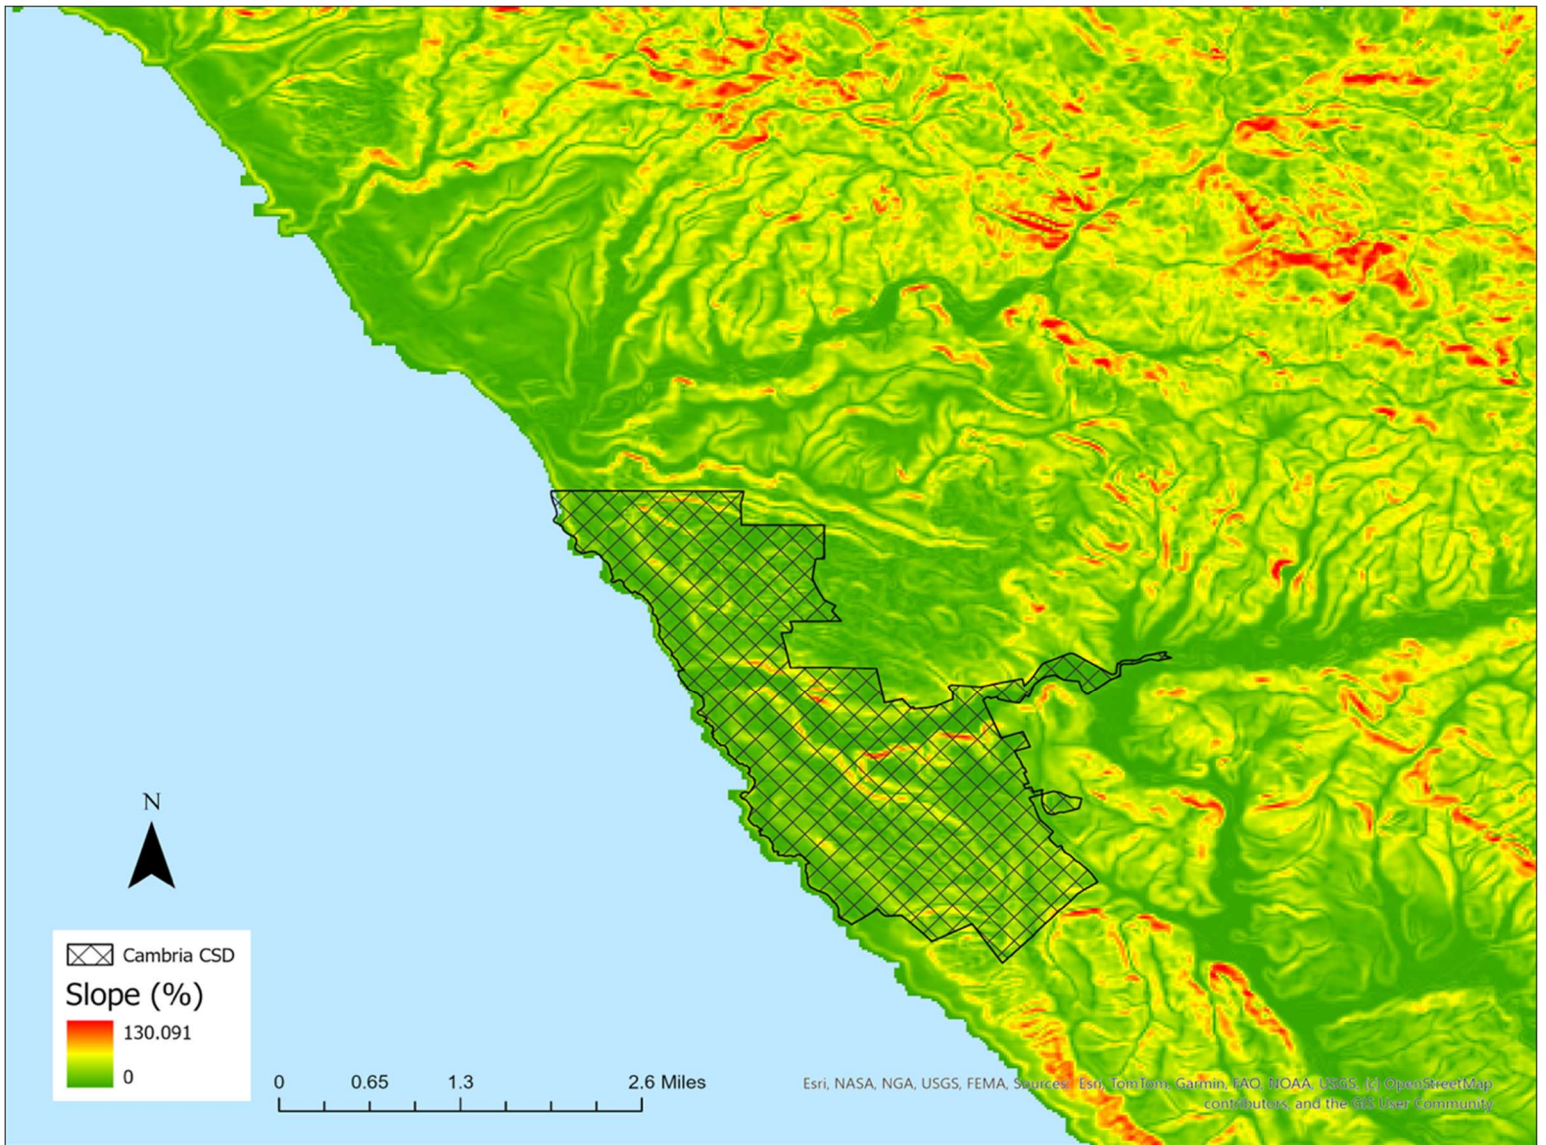 N
Cambria CSD
Slope (%)
130.091
0
0 0.65 1.3 2.6 Miles
Esri, NASA, NGA, USGS, FEMA, Sources: Esri, TomTom, Garmin, FAO, NOAA, USGS, (c) OpenStreetMap
contributors, and the GIS User Community